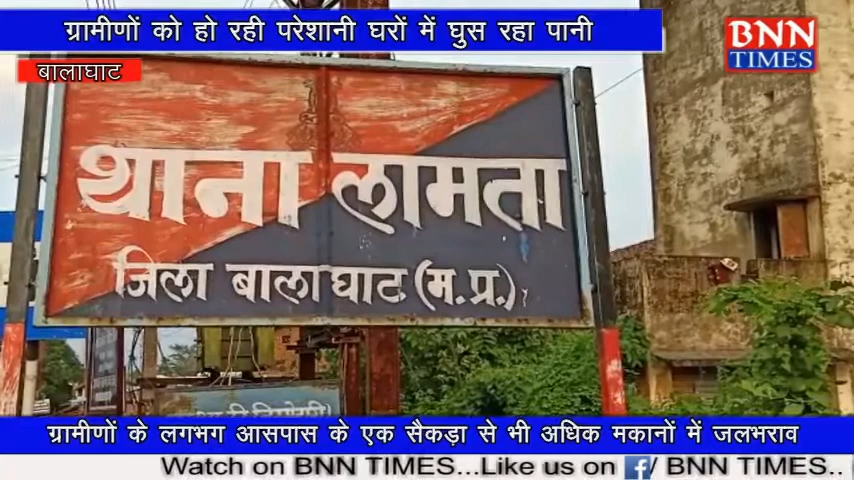 ग्रामीणों को हो रही परेशानी घरों में घुस रहा पानी
BNN
TIMES
बालाघाट
थाना लामता
जिला बालाघाट (म.प्र.)
ग्रामीणों के लगभग आसपास के एक सैकड़ा से भी अधिक मकानों में जलभराव
Watch on BNN TIMES...Like us on f/ BNN TIMES..